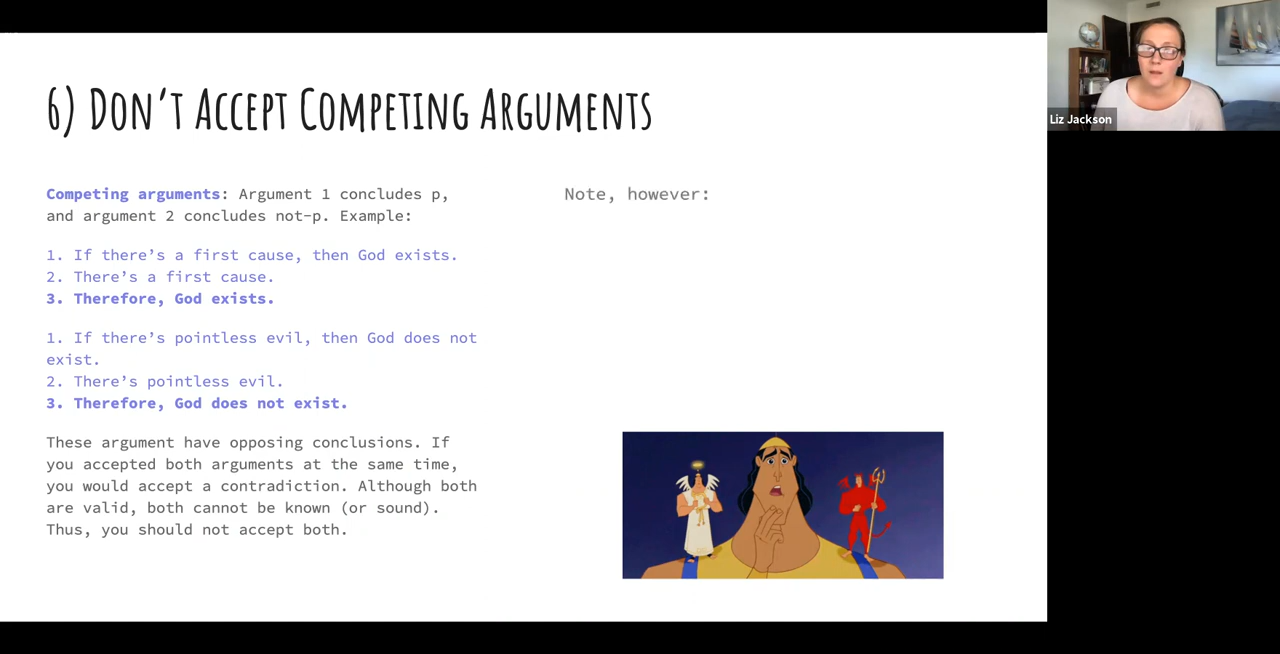 6) Don't Accept Competing Arguments
Competing arguments: Argument 1 concludes p,
and argument 2 concludes not-p. Example:
1. If there's a first cause, then God exists.
2. There's a first cause.
3. Therefore, God exists.
1. If there's pointless evil, then God does not
exist.
2. There's pointless evil.
3. Therefore, God does not exist.
These argument have opposing conclusions. If
you accepted both arguments at the same time,
you would accept a contradiction. Although both
are valid, both cannot be known (or sound).
Thus, you should not accept both.
Note, however:
Liz Jackson